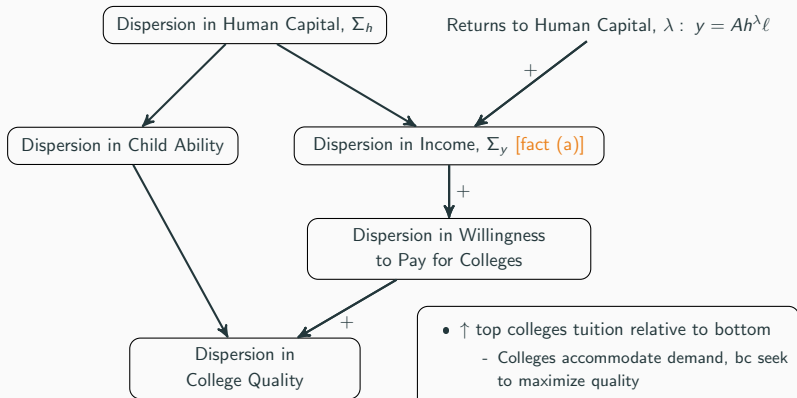 Dispersion in Human Capital, Σₕ
Returns to Human Capital, λ : y = Ah^λ ℓ
+
Dispersion in Child Ability
Dispersion in Income, Σᵧ [fact (a)]
+
Dispersion in Willingness
to Pay for Colleges
+
• ↑ top colleges tuition relative to bottom
Dispersion in
College Quality
- Colleges accommodate demand, bc seek
to maximize quality